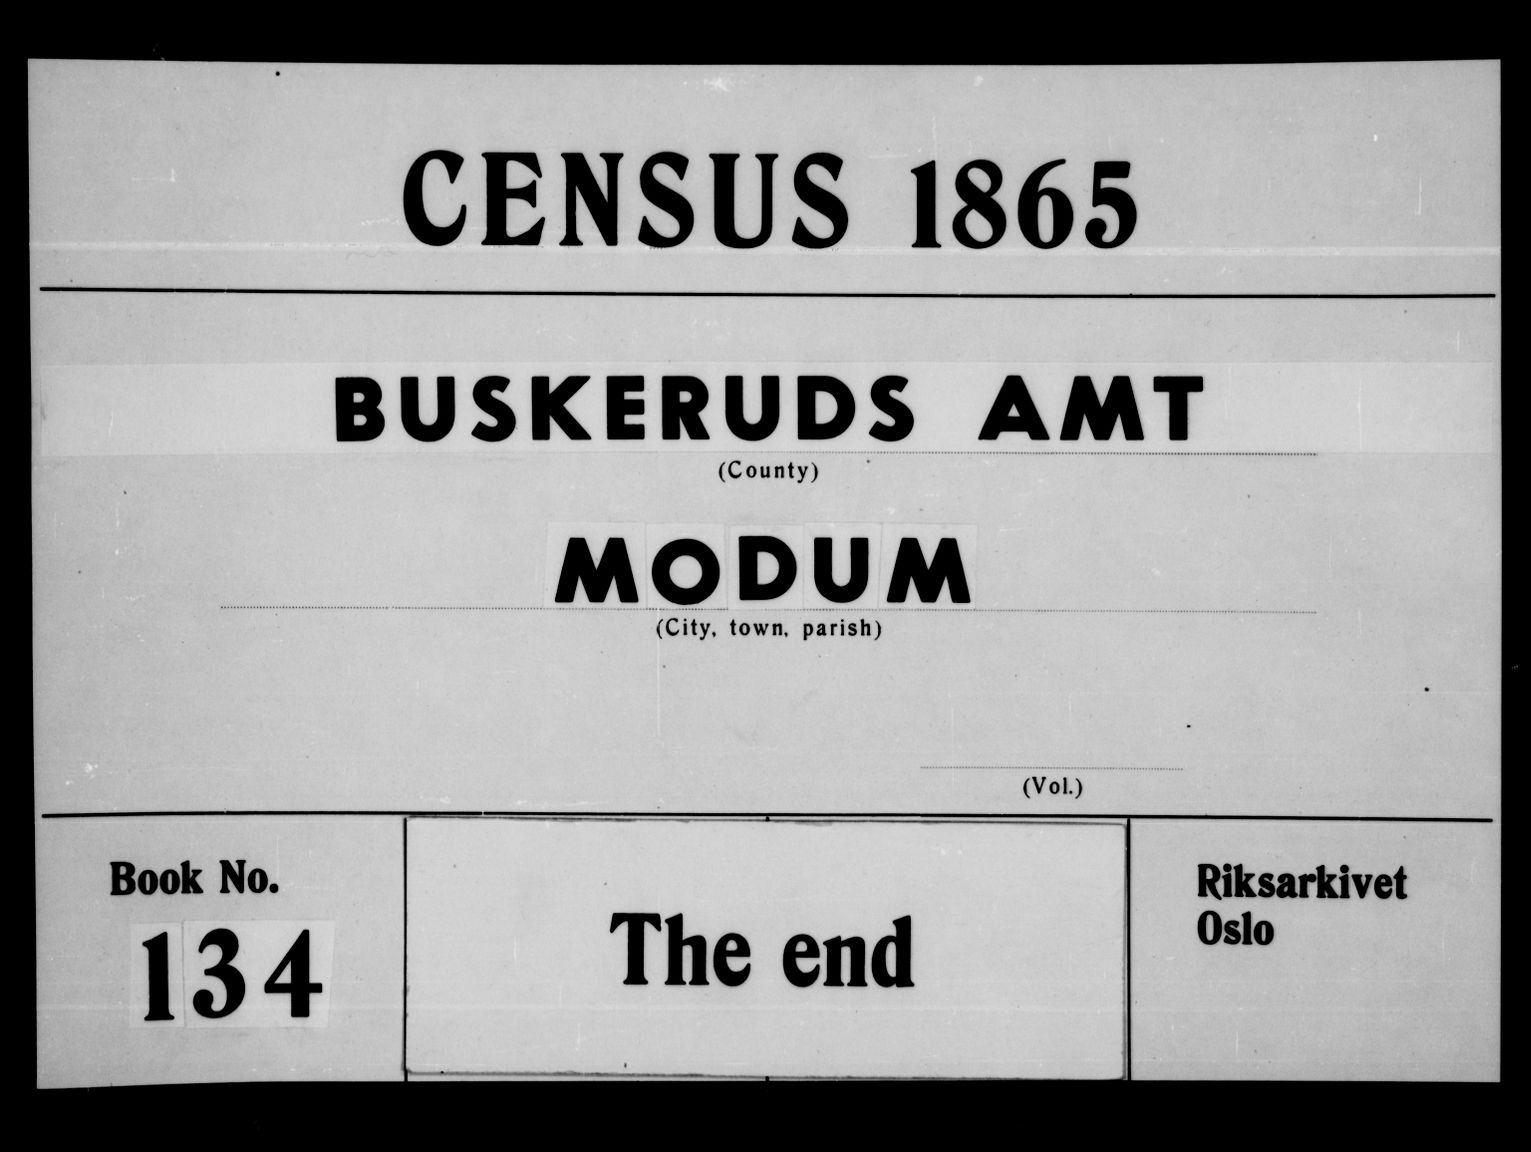 CENSUS 1865
BUSKERUDS AMT
(County)
MODUM
(City, town, parish)
(Vol.)
Book No.
134
The end
Riksarkivet
Oslo